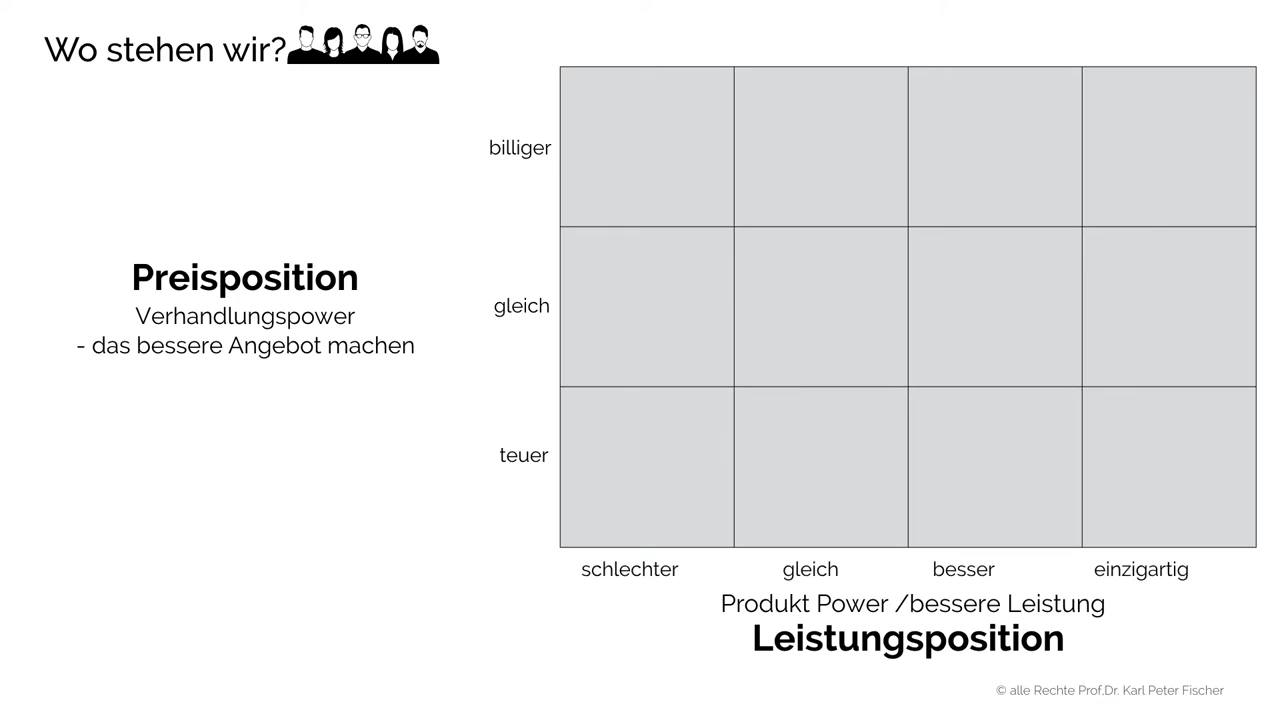 Wo stehen wir?
billiger
Preisposition
Verhandlungspower
- das bessere Angebot machen
gleich
teuer
schlechter gleich besser einzigartig
Produkt Power /bessere Leistung
Leistungsposition
© alle Rechte Prof.Dr. Karl Peter Fischer